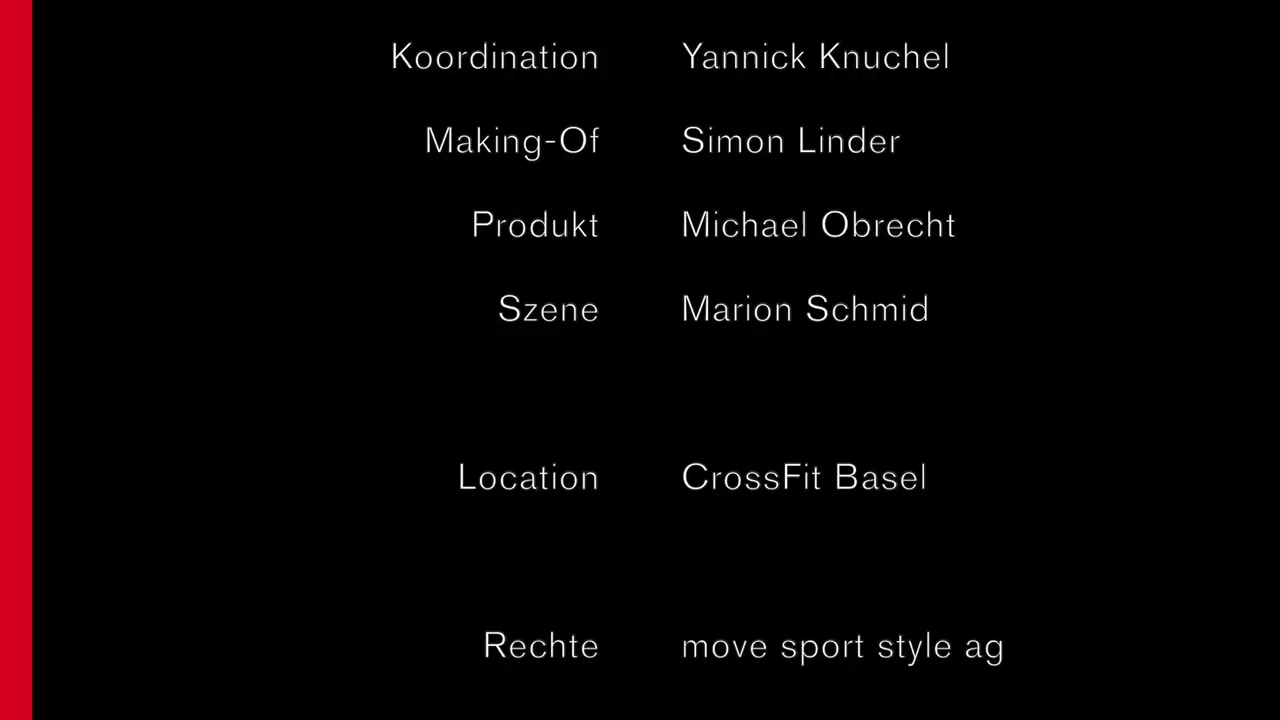 Koordination Yannick Knuchel
Making-Of Simon Linder
Produkt Michael Obrecht
Szene Marion Schmid
Location CrossFit Basel
Rechte move sport style ag